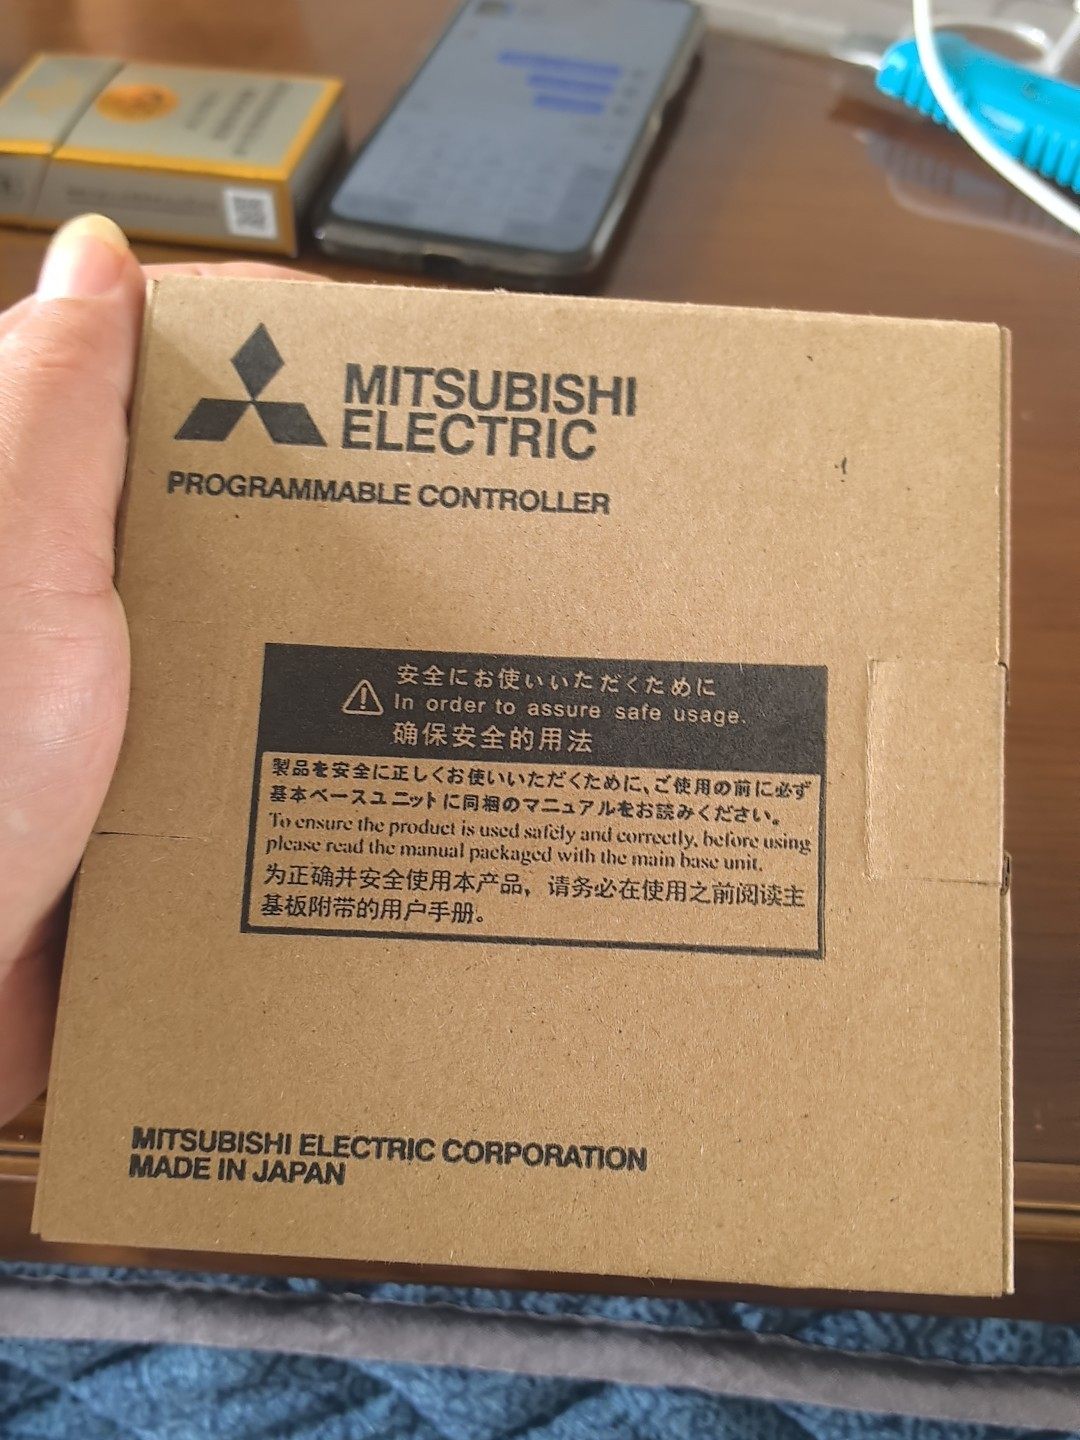 MITSUBISHI
ELECTRIC
PROGRAMMABLE CONTROLLER
安全にお使いいただくために
In order to assure safe usage.
确保安全的用法
製品を安全に正しくお使いいただくために、ご使用の前に必ず
基本ベースユニットに同梱のマニュアルをお読みください。
To ensure the product is used safely and correctly, before using
please read the manual packaged with the main base unit.
为正确并安全使用本产品，请务必在使用之前阅读主
基板附带的用户手册。
MITSUBISHI ELECTRIC CORPORATION
MADE IN JAPAN